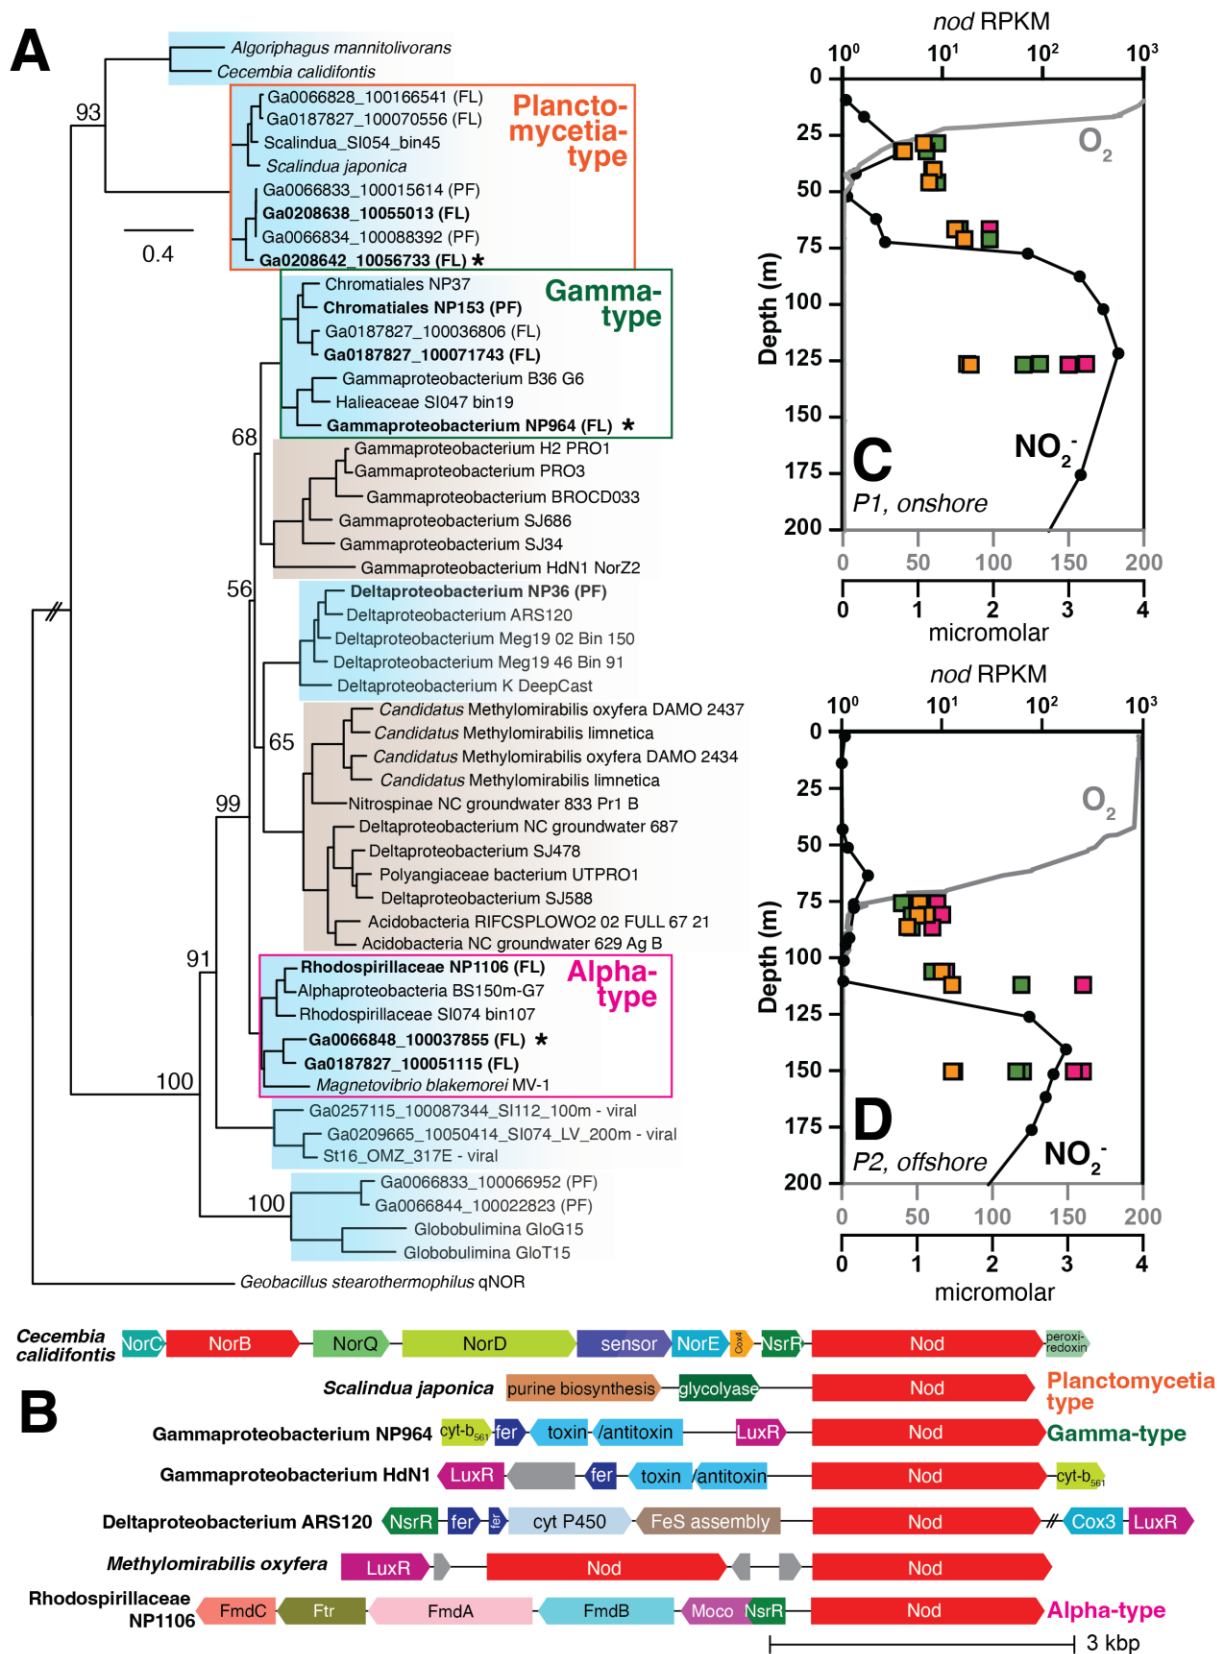 A
Algoriphagus mannitolivorans
Cecembia calidifontis
93
Ga0066828_100166541 (FL)
Ga0187827_100070556 (FL)
Scalindua_SI054_bin45
Scalindua japonica
Ga0066833_100015614 (PF)
Ga0208638_10055013 (FL)
Ga0066834_100088392 (PF)
Ga0208642_10056733 (FL) *
Plancto-
mycetia-
type
0.4
Chromatiales NP37
Chromatiales NP153 (PF)
Ga0187827_100036806 (FL)
Ga0187827_100071743 (FL)
Gammaproteobacterium B36 G6
Halieaceae SI047 bin19
Gammaproteobacterium NP964 (FL) *
Gamma-
type
68
Gammaproteobacterium H2 PRO1
Gammaproteobacterium PRO3
Gammaproteobacterium BROCD033
Gammaproteobacterium SJ686
Gammaproteobacterium SJ34
Gammaproteobacterium HdN1 NorZ2
56
Deltaproteobacterium NP36 (PF)
Deltaproteobacterium ARS120
Deltaproteobacterium Meg19 02 Bin 150
Deltaproteobacterium Meg19 46 Bin 91
Deltaproteobacterium K DeepCast
65
Candidatus Methylomirabilis oxyfera DAMO 2437
Candidatus Methylomirabilis limnetica
Candidatus Methylomirabilis oxyfera DAMO 2434
Candidatus Methylomirabilis limnetica
Nitrospinae NC groundwater 833 Pr1 B
Deltaproteobacterium NC groundwater 687
Deltaproteobacterium SJ478
Polyangiaceae bacterium UTPRO1
Deltaproteobacterium SJ588
Acidobacteria RIFCSPLOWO2 02 FULL 67 21
Acidobacteria NC groundwater 629 Ag B
99
91
Rhodospirillaceae NP1106 (FL)
Alphaproteobacteria BS150m-G7
Rhodospirillaceae SI074 bin107
Ga0066848_100037855 (FL) *
Ga0187827_100051115 (FL)
Magnetovibrio blakemorei MV-1
Alpha-
type
100
Ga0257115_100087344_SI112_100m - viral
Ga0209665_10050414_SI074_LV_200m - viral
St16_OMZ_317E - viral
100
Ga0066833_100066952 (PF)
Ga0066844_100022823 (PF)
Globobulimina GloG15
Globobulimina GloT15
Geobacillus stearothermophilus qNOR
nod RPKM
10⁰ 10¹ 10² 10³
0
25
50
75
100
125
150
175
200
Depth (m)
O₂
NO₂⁻
C
P1, onshore
0 50 100 150 200
0 1 2 3 4
micromolar
nod RPKM
10⁰ 10¹ 10² 10³
0
25
50
75
100
125
150
175
200
Depth (m)
O₂
NO₂⁻
D
P2, offshore
0 50 100 150 200
0 1 2 3 4
micromolar
B
Cecembia
calidifontis
NorC NorB NorQ NorD sensor NorE Cox4 NsrR Nod peroxi-
redoxin
Scalindua japonica purine biosynthesis glycolyase Nod Planctomycetia
type
Gammaproteobacterium NP964 cyt-b₅₆₁ fer toxin /antitoxin LuxR Nod Gamma-type
Gammaproteobacterium HdN1 LuxR fer toxin /antitoxin Nod cyt-b₅₆₁
Deltaproteobacterium ARS120 NsrR fer fer cyt P450 FeS assembly Nod Cox3 LuxR
Methylomirabilis oxyfera LuxR Nod Nod
Rhodospirillaceae
NP1106
FmdC Ftr FmdA FmdB Moco NsrR Nod Alpha-type
3 kbp